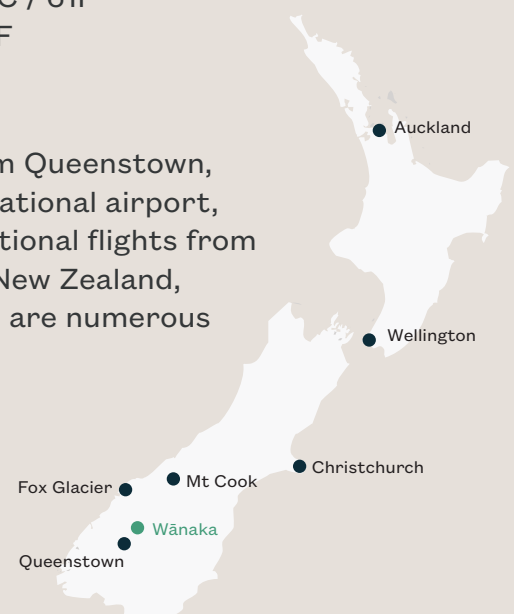 m Queenstown,
ational airport,
tional flights from
New Zealand,
are numerous
Auckland
Wellington
Christchurch
Mt Cook
Fox Glacier
Wānaka
Queenstown